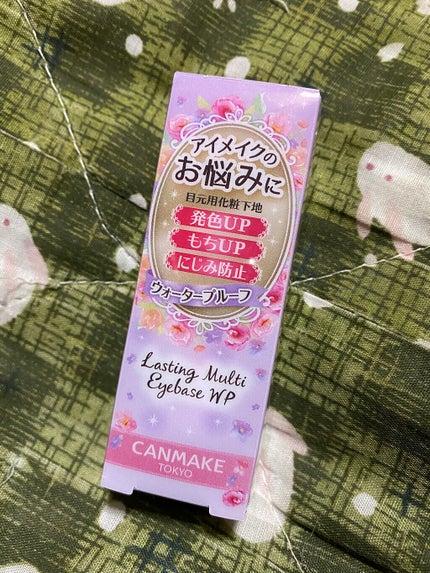 アイメイクの
お悩みに
目元用化粧下地
発色UP
もちUP
にじみ防止
ウォータープルーフ
Lasting Multi
Eyebase WP
CANMAKE
TOKYO